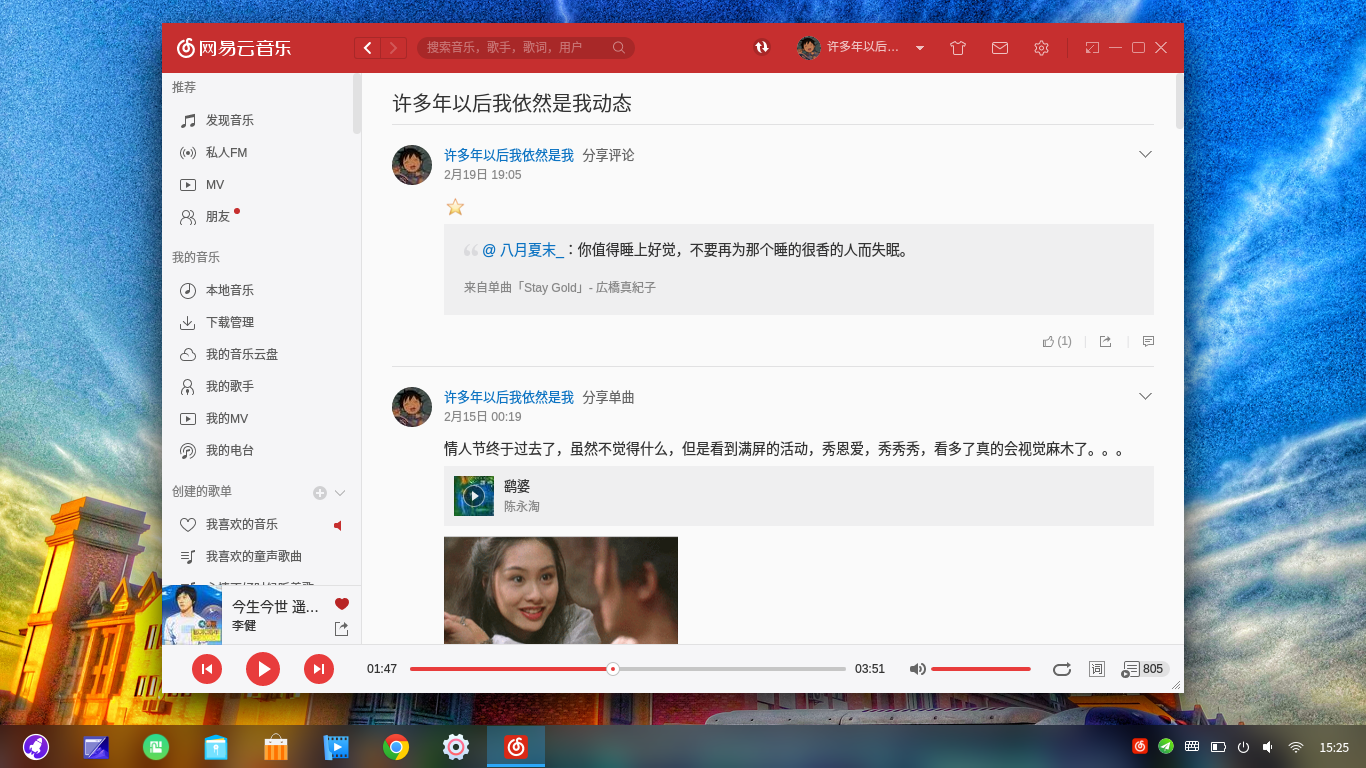 网易云音乐
搜索音乐，歌手，歌词，用户
许多年以后...
推荐
发现音乐
私人FM
MV
朋友
我的音乐
本地音乐
下载管理
我的音乐云盘
我的歌手
我的MV
我的电台
创建的歌单
我喜欢的音乐
我喜欢的童声歌曲
今生今世 遥...
李健
许多年以后我依然是我动态
许多年以后我依然是我 分享评论
2月19日 19:05
@ 八月夏末_：你值得睡上好觉，不要再为那个睡的很香的人而失眠。
来自单曲「Stay Gold」- 広橋真紀子
(1)
许多年以后我依然是我 分享单曲
2月15日 00:19
情人节终于过去了，虽然不觉得什么，但是看到满屏的活动，秀恩爱，秀秀秀，看多了真的会视觉麻木了。。。
鹞婆
陈永淘
01:47
03:51
词
805
15:25